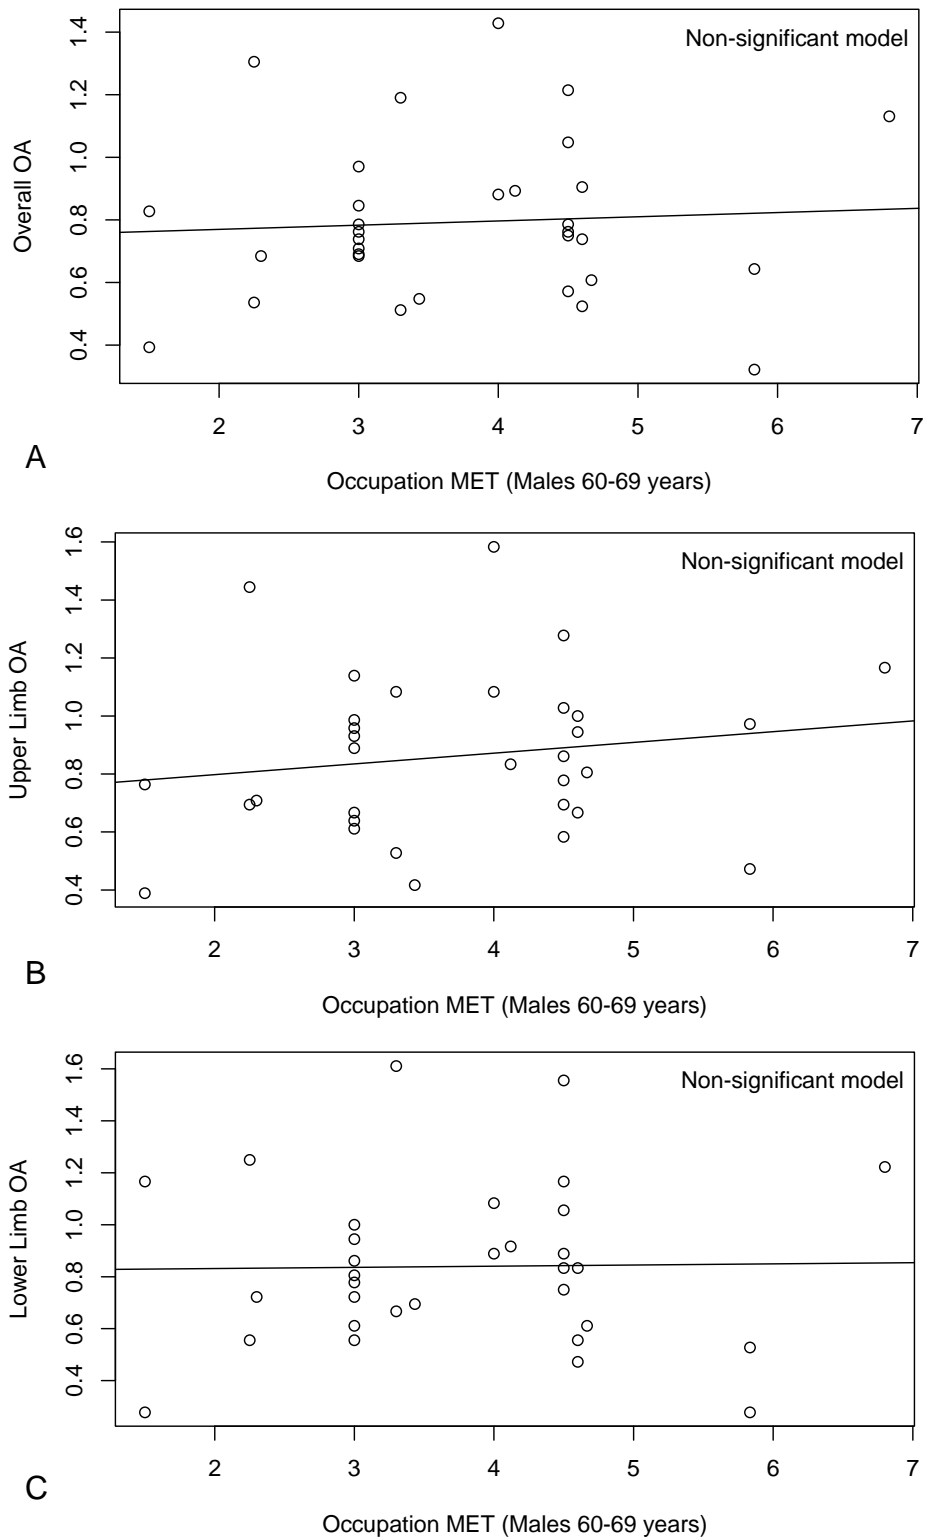 Non-significant model
Overall OA
1.4
1.2
1.0
0.8
0.6
0.4
2 3 4 5 6 7
A
Occupation MET (Males 60-69 years)
Non-significant model
Upper Limb OA
1.6
1.4
1.2
1.0
0.8
0.6
0.4
2 3 4 5 6 7
B
Occupation MET (Males 60-69 years)
Non-significant model
Lower Limb OA
1.6
1.4
1.2
1.0
0.8
0.6
0.4
2 3 4 5 6 7
C
Occupation MET (Males 60-69 years)